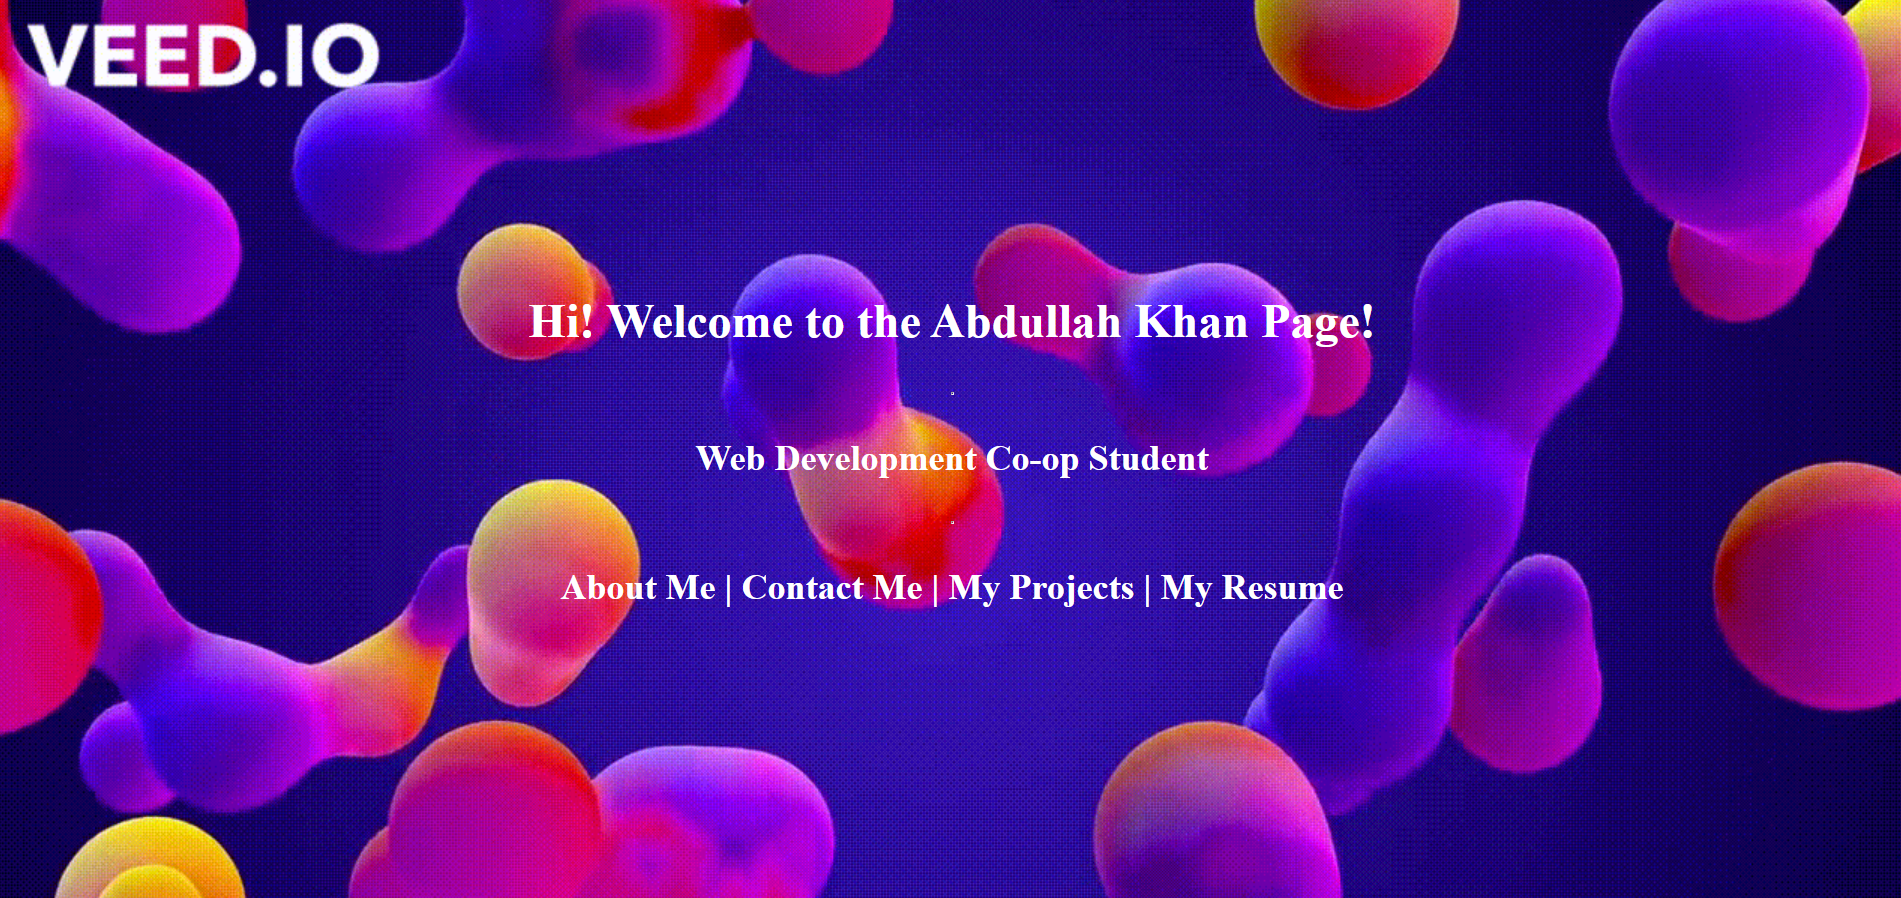 VEED.IO
Hi! Welcome to the Abdullah Khan Page!
Web Development Co-op Student
About Me | Contact Me | My Projects | My Resume